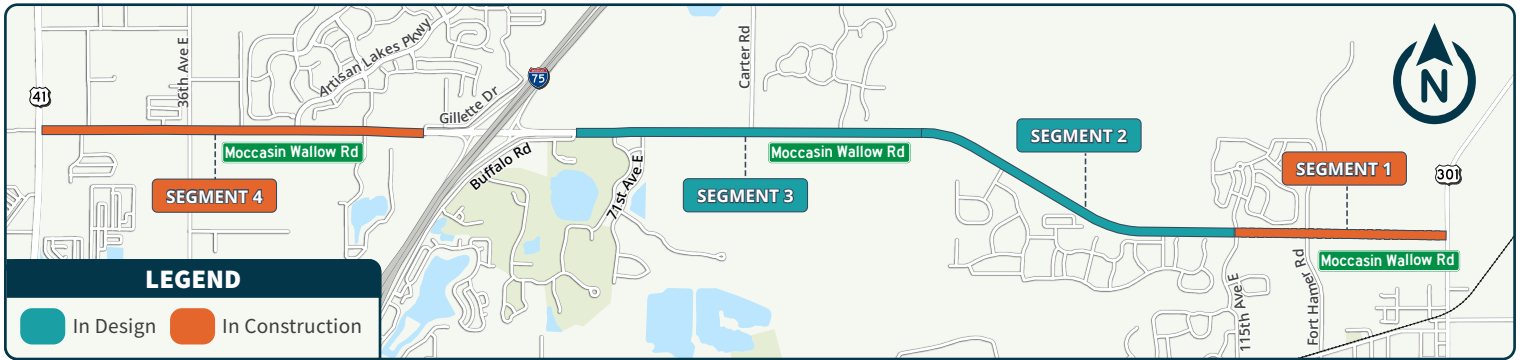 41
36th Ave E
Artisan Lakes Pkwy
Gillette Dr
75
Carter Rd
N
Moccasin Wallow Rd
SEGMENT 4
Buffalo Rd
71st Ave E
Moccasin Wallow Rd
SEGMENT 3
SEGMENT 2
SEGMENT 1
301
Moccasin Wallow Rd
115th Ave E
Fort Hamer Rd
LEGEND
In Design
In Construction